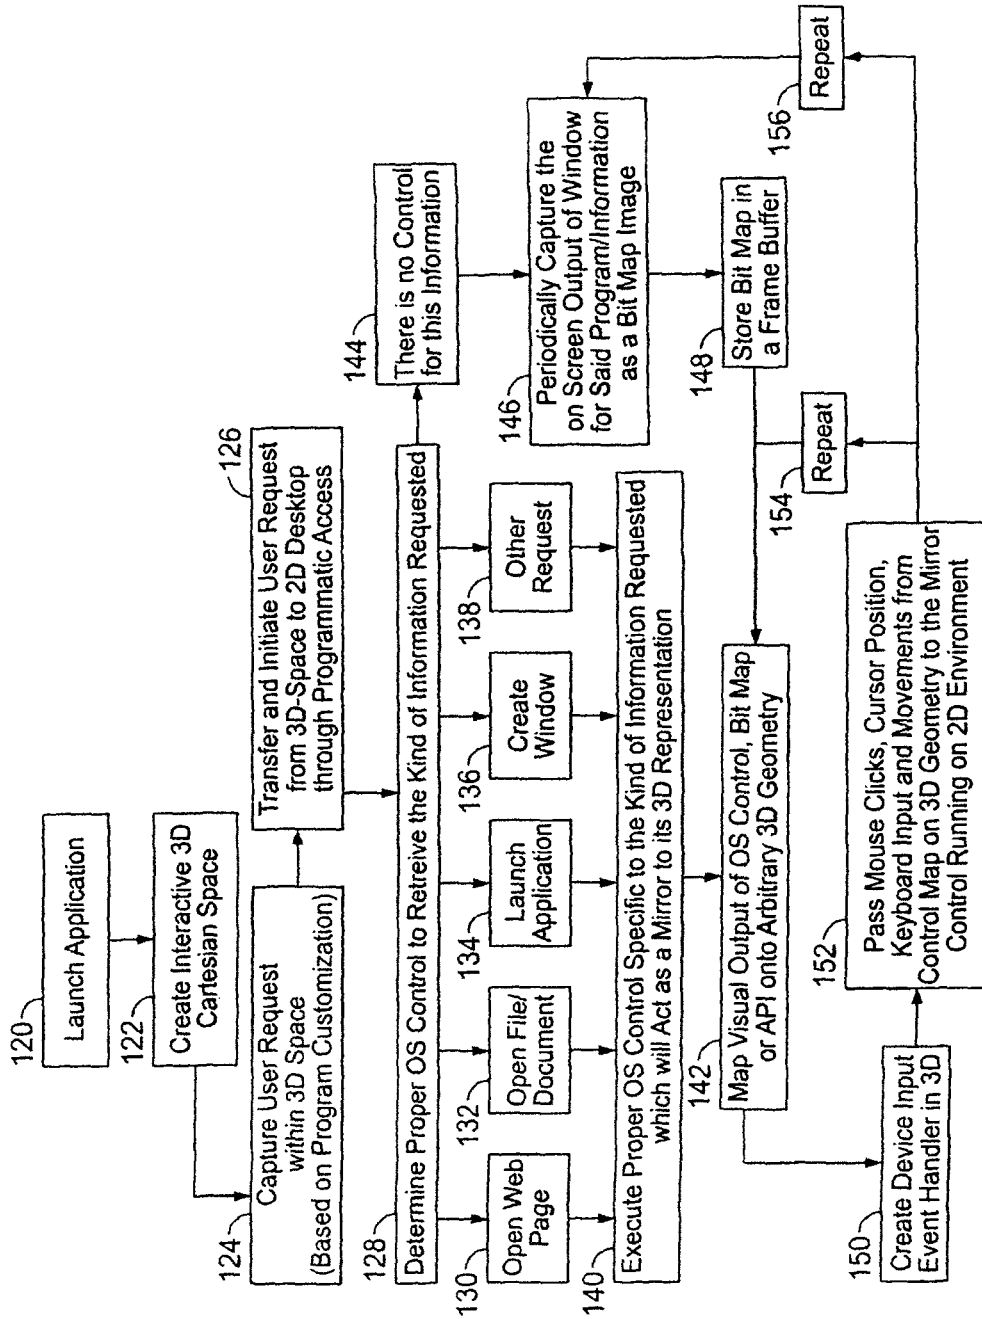 120
Launch Application
122
Create Interactive 3D
Cartesian Space
124
Capture User Request
within 3D Space
(Based on Program Customization)
126
Transfer and Initiate User Request
from 3D-Space to 2D Desktop
through Programmatic Access
128
Determine Proper OS Control to Retreive the Kind of Information Requested
130
Open Web
Page
132
Open File/
Document
134
Launch
Application
136
Create
Window
138
Other
Request
140
Execute Proper OS Control Specific to the Kind of Information Requested
which will Act as a Mirror to its 3D Representation
142
Map Visual Output of OS Control, Bit Map
or API onto Arbitrary 3D Geometry
144
There is no Control
for this Information
146
Periodically Capture the
on Screen Output of Window
for Said Program/Information
as a Bit Map Image
148
Store Bit Map in
a Frame Buffer
150
Create Device Input
Event Handler in 3D
152
Pass Mouse Clicks, Cursor Position,
Keyboard Input and Movements from
Control Map on 3D Geometry to the Mirror
Control Running on 2D Environment
154
Repeat
156
Repeat